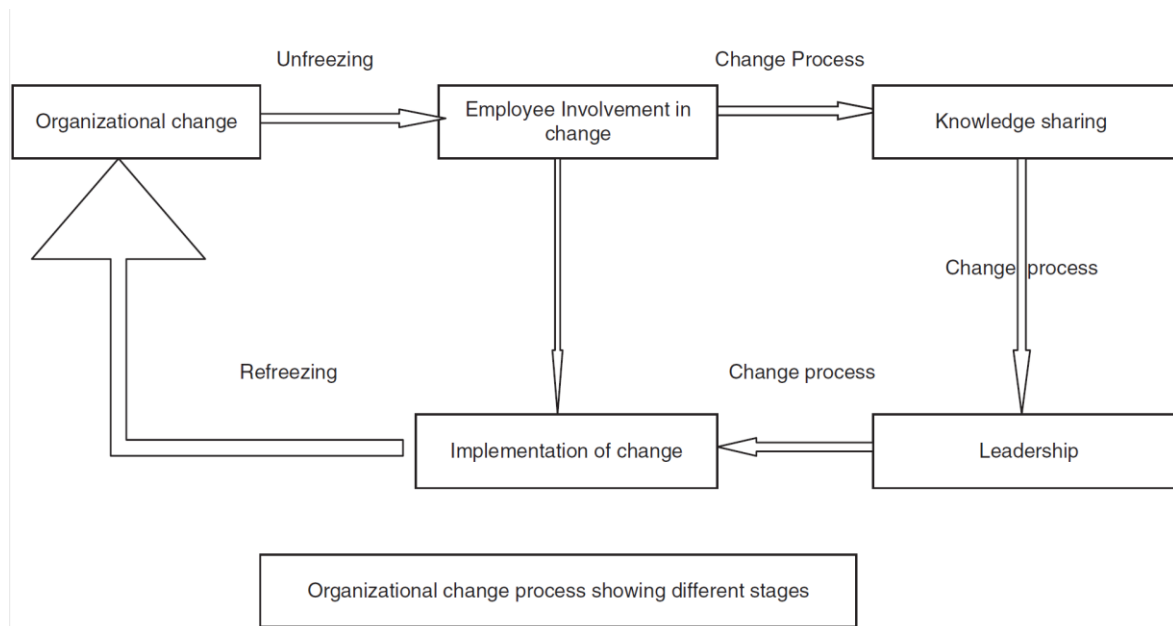 Unfreezing
Change Process
Organizational change
Employee Involvement in
change
Knowledge sharing
Change process
Refreezing
Change process
Implementation of change
Leadership
Organizational change process showing different stages